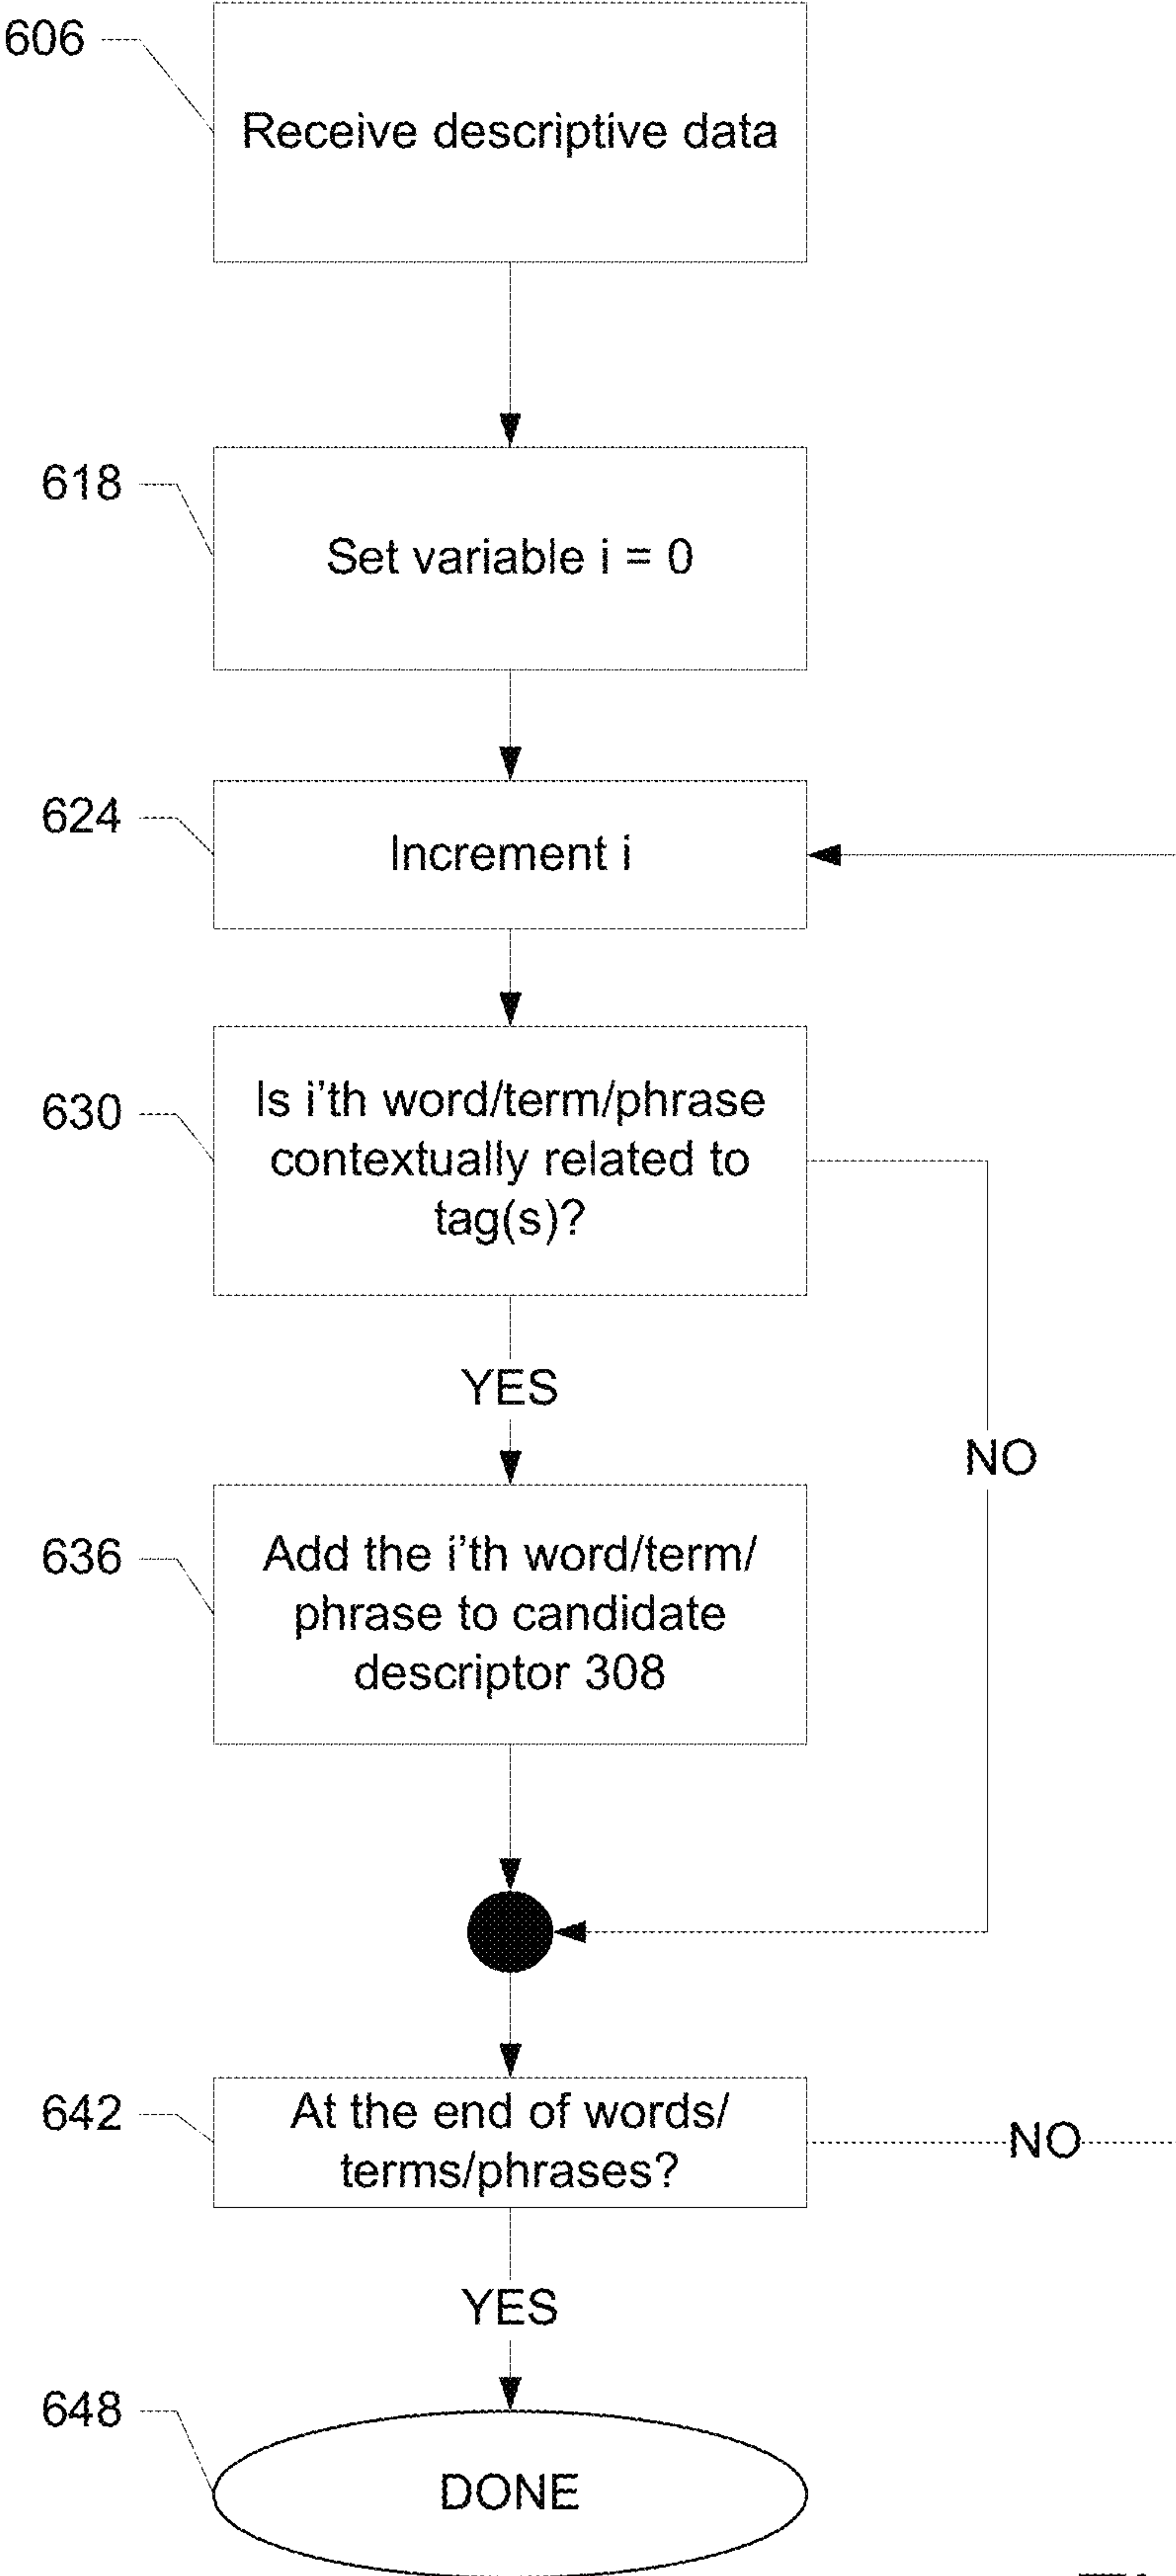 606
Receive descriptive data
618
Set variable i = 0
624
Increment i
630
Is i'th word/term/phrase
contextually related to
tag(s)?
YES
NO
636
Add the i'th word/term/
phrase to candidate
descriptor 308
642
At the end of words/
terms/phrases?
NO
YES
648
DONE